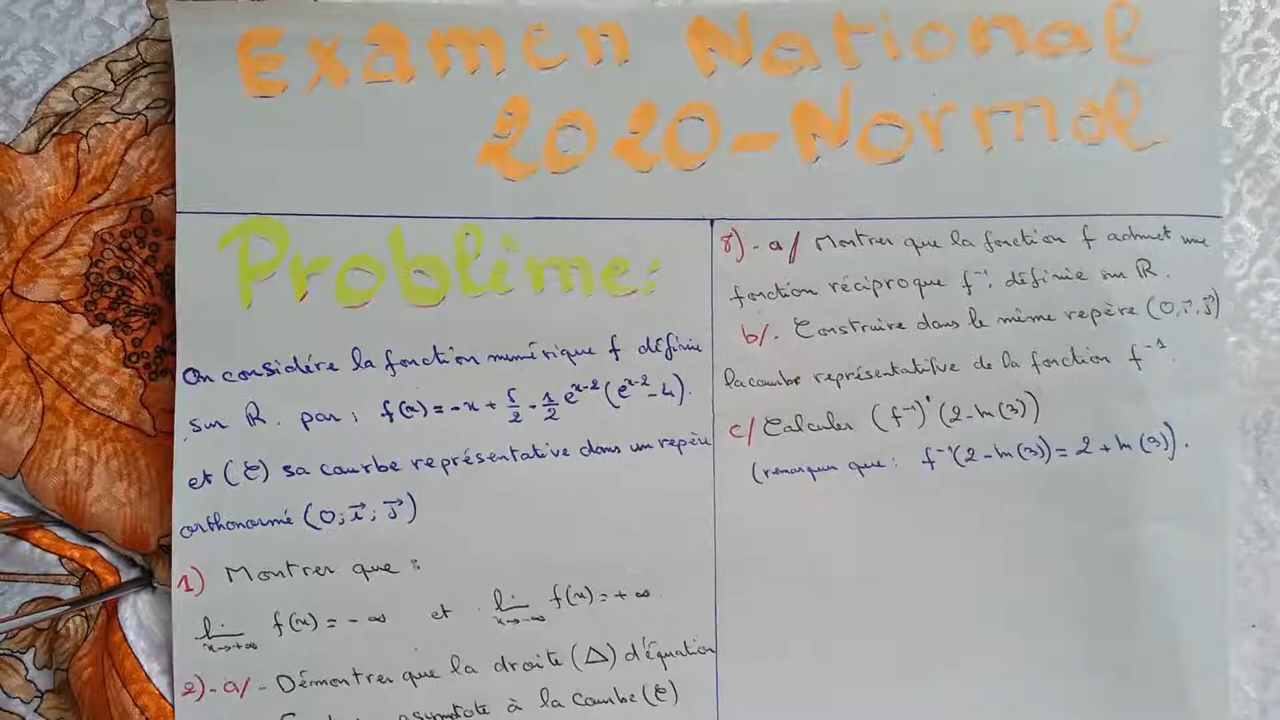 Examen National
2020-Normal
Problème:
On considére la fonction numérique f définie
sur R. par: f(x) = -x + 5/2 - 1/2 e^{x-2} (e^{x-2} - 4).
et (C) sa courbe représentative dans un repère
orthonormé (O; i⃗; j⃗)
1) Montrer que :
lim_{x→+∞} f(x) = -∞ et lim_{x→-∞} f(x) = +∞.
2)-a/- Démontrer que la droite (Δ) d'équation
asymptote à la courbe (C)
8)-a/ Montrer que la fonction f admet une
fonction réciproque f^{-1}, définie sur R.
b/. Construire dans le même repère (O, i⃗, j⃗)
la courbe représentative de la fonction f^{-1}.
c/ Calculer (f^{-1})'(2-ln(3))
(remarquer que: f^{-1}(2-ln(3)) = 2+ln(3)).